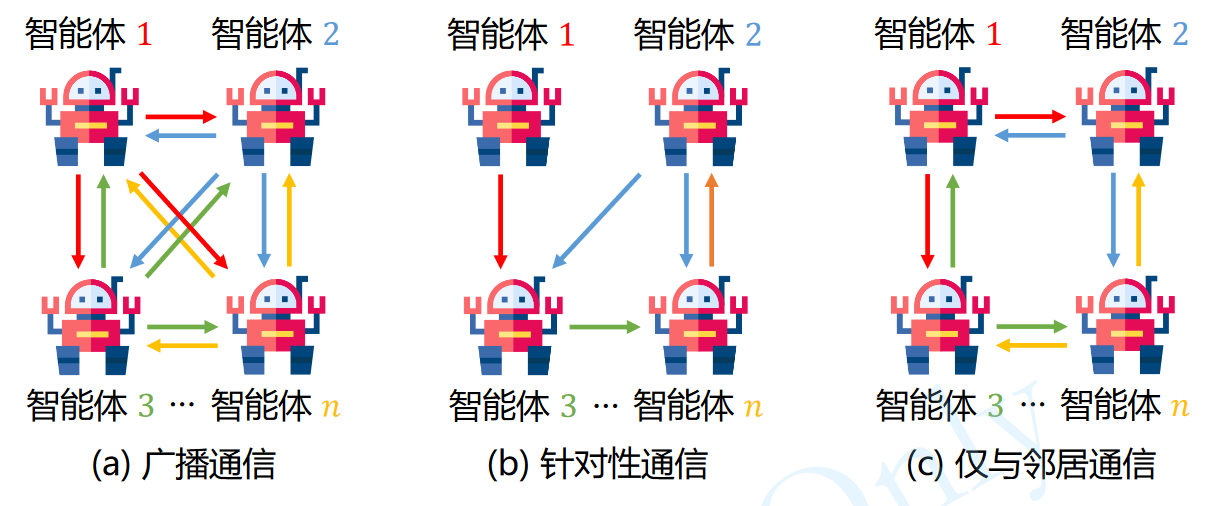 智能体 1 智能体 2 智能体 1 智能体 2 智能体 1 智能体 2
智能体 3 ··· 智能体 n 智能体 3 ··· 智能体 n 智能体 3 ··· 智能体 n
(a) 广播通信 (b) 针对性通信 (c) 仅与邻居通信
Only